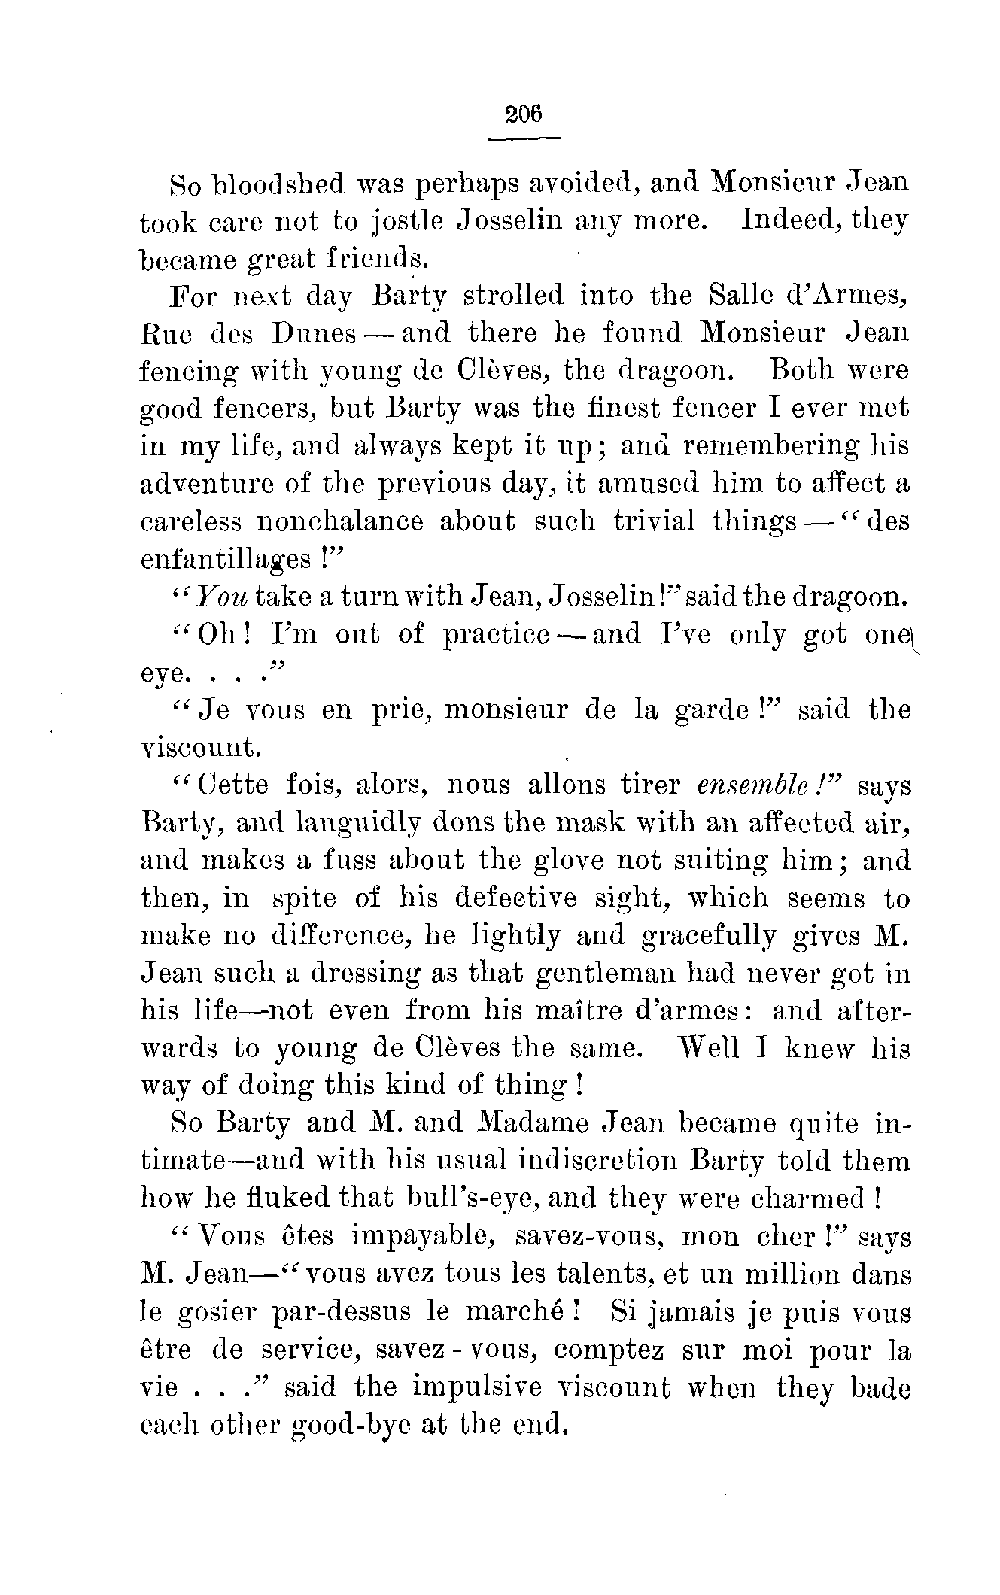 206
So bloodshed was perhaps avoided, and Monsieur Jean
took care not to jostle Josselin any more. Indeed, they
became great friends.
For next day Barty strolled into the Salle d'Armes,
Rue des Dunes — and there he found Monsieur Jean
fencing with young de Clèves, the dragoon. Both were
good fencers, but Barty was the finest fencer I ever met
in my life, and always kept it up; and remembering his
adventure of the previous day, it amused him to affect a
careless nonchalance about such trivial things — “des
enfantillages !”
“You take a turn with Jean, Josselin!” said the dragoon.
“Oh! I'm out of practice — and I've only got one
eye. . . .”
“Je vous en prie, monsieur de la garde !” said the
viscount.
“Cette fois, alors, nous allons tirer ensemble !” says
Barty, and languidly dons the mask with an affected air,
and makes a fuss about the glove not suiting him; and
then, in spite of his defective sight, which seems to
make no difference, he lightly and gracefully gives M.
Jean such a dressing as that gentleman had never got in
his life—not even from his maître d'armes: and after-
wards to young de Clèves the same. Well I knew his
way of doing this kind of thing !
So Barty and M. and Madame Jean became quite in-
timate—and with his usual indiscretion Barty told them
how he fluked that bull's-eye, and they were charmed !
“Vous êtes impayable, savez-vous, mon cher !” says
M. Jean—“vous avez tous les talents, et un million dans
le gosier par-dessus le marché ! Si jamais je puis vous
être de service, savez-vous, comptez sur moi pour la
vie . . .” said the impulsive viscount when they bade
each other good-bye at the end.